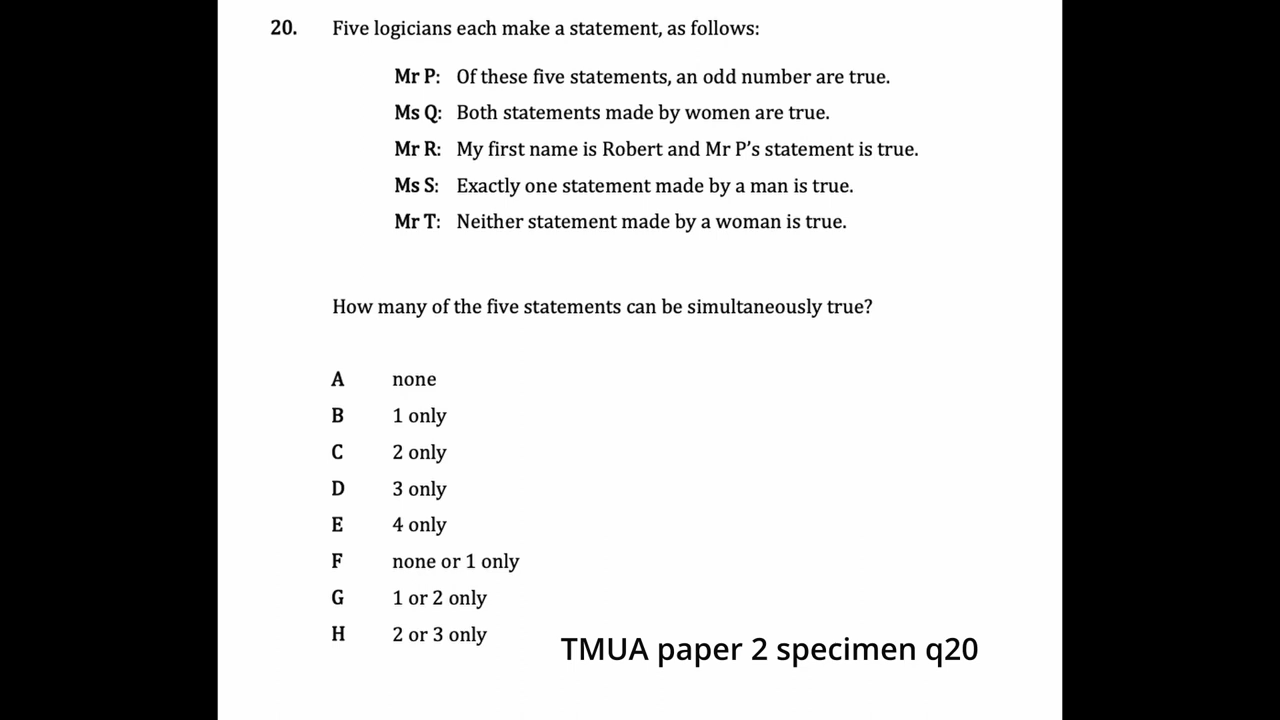 20. Five logicians each make a statement, as follows:
Mr P: Of these five statements, an odd number are true.
Ms Q: Both statements made by women are true.
Mr R: My first name is Robert and Mr P’s statement is true.
Ms S: Exactly one statement made by a man is true.
Mr T: Neither statement made by a woman is true.
How many of the five statements can be simultaneously true?
A none
B 1 only
C 2 only
D 3 only
E 4 only
F none or 1 only
G 1 or 2 only
H 2 or 3 only
TMUA paper 2 specimen q20